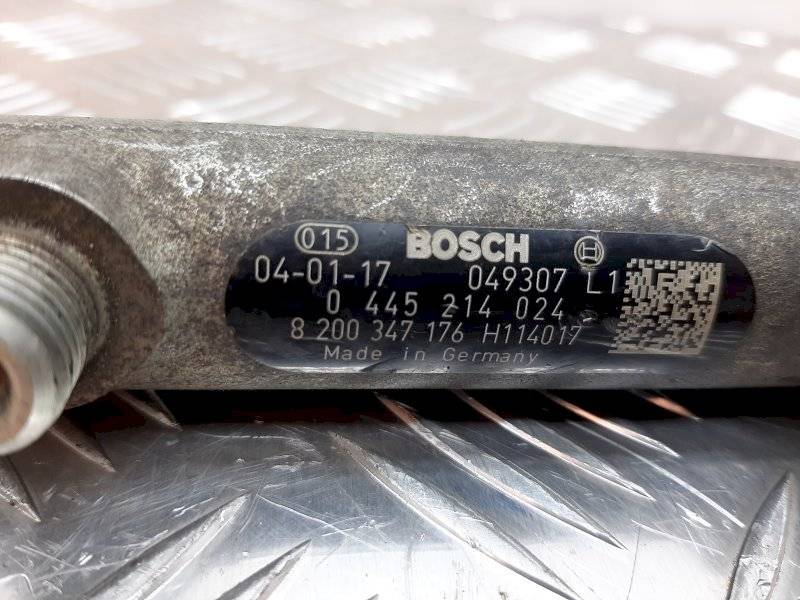 015 BOSCH
04-01-17 049307 L1
0 445 214 024
8 200 347 176 H114017
Made in Germany